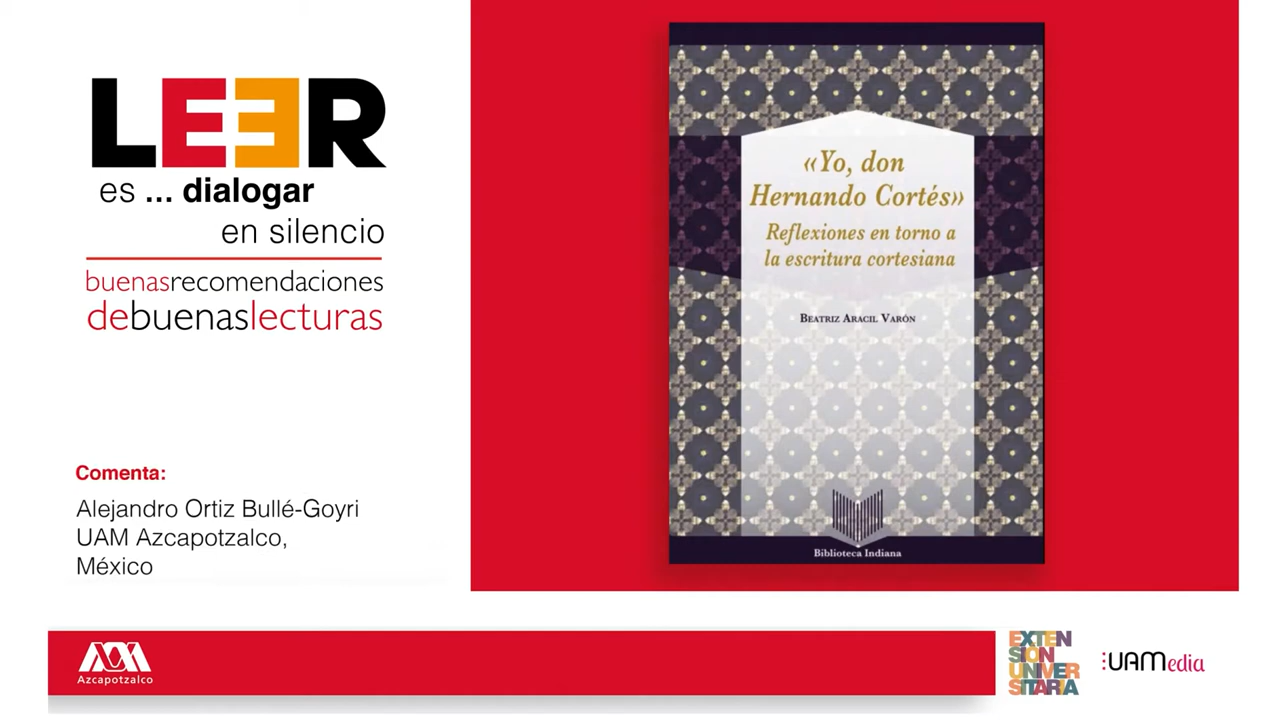 LEER
es ... dialogar
en silencio
buenasrecomendaciones
debuenaslecturas
Comenta:
Alejandro Ortiz Bullé-Goyri
UAM Azcapotzalco,
México
«Yo, don
Hernando Cortés»
Reflexiones en torno a
la escritura cortesiana
Beatriz Aracil Varón
Biblioteca Indiana
Azcapotzalco
EXTEN
SIÓN
UNIVER
SITARIA
UAMedia